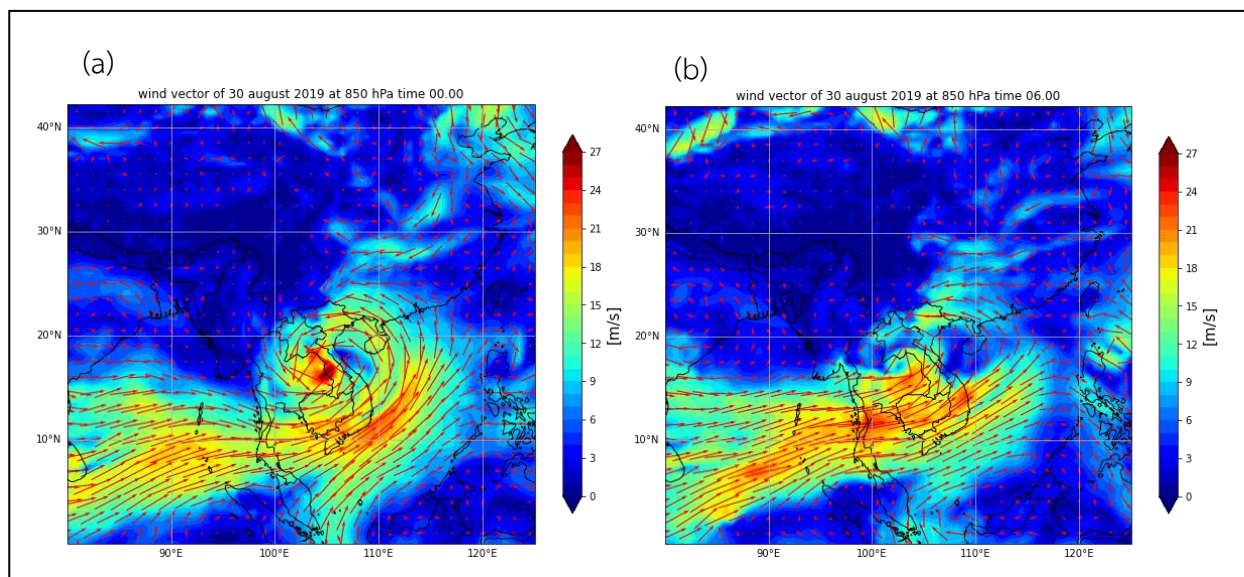 (a)
wind vector of 30 august 2019 at 850 hPa time 00.00
40°N
30°N
20°N
10°N
90°E
100°E
110°E
120°E
27
24
21
18
15
12
9
6
3
0
[m/s]
(b)
wind vector of 30 august 2019 at 850 hPa time 06.00
40°N
30°N
20°N
10°N
90°E
100°E
110°E
120°E
27
24
21
18
15
12
9
6
3
0
[m/s]